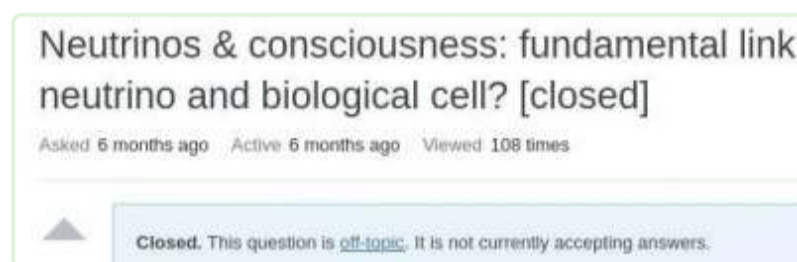 Neutrinos & consciousness: fundamental link
neutrino and biological cell? [closed]
Asked 6 months ago Active 6 months ago Viewed 108 times
Closed. This question is off-topic. It is not currently accepting answers.